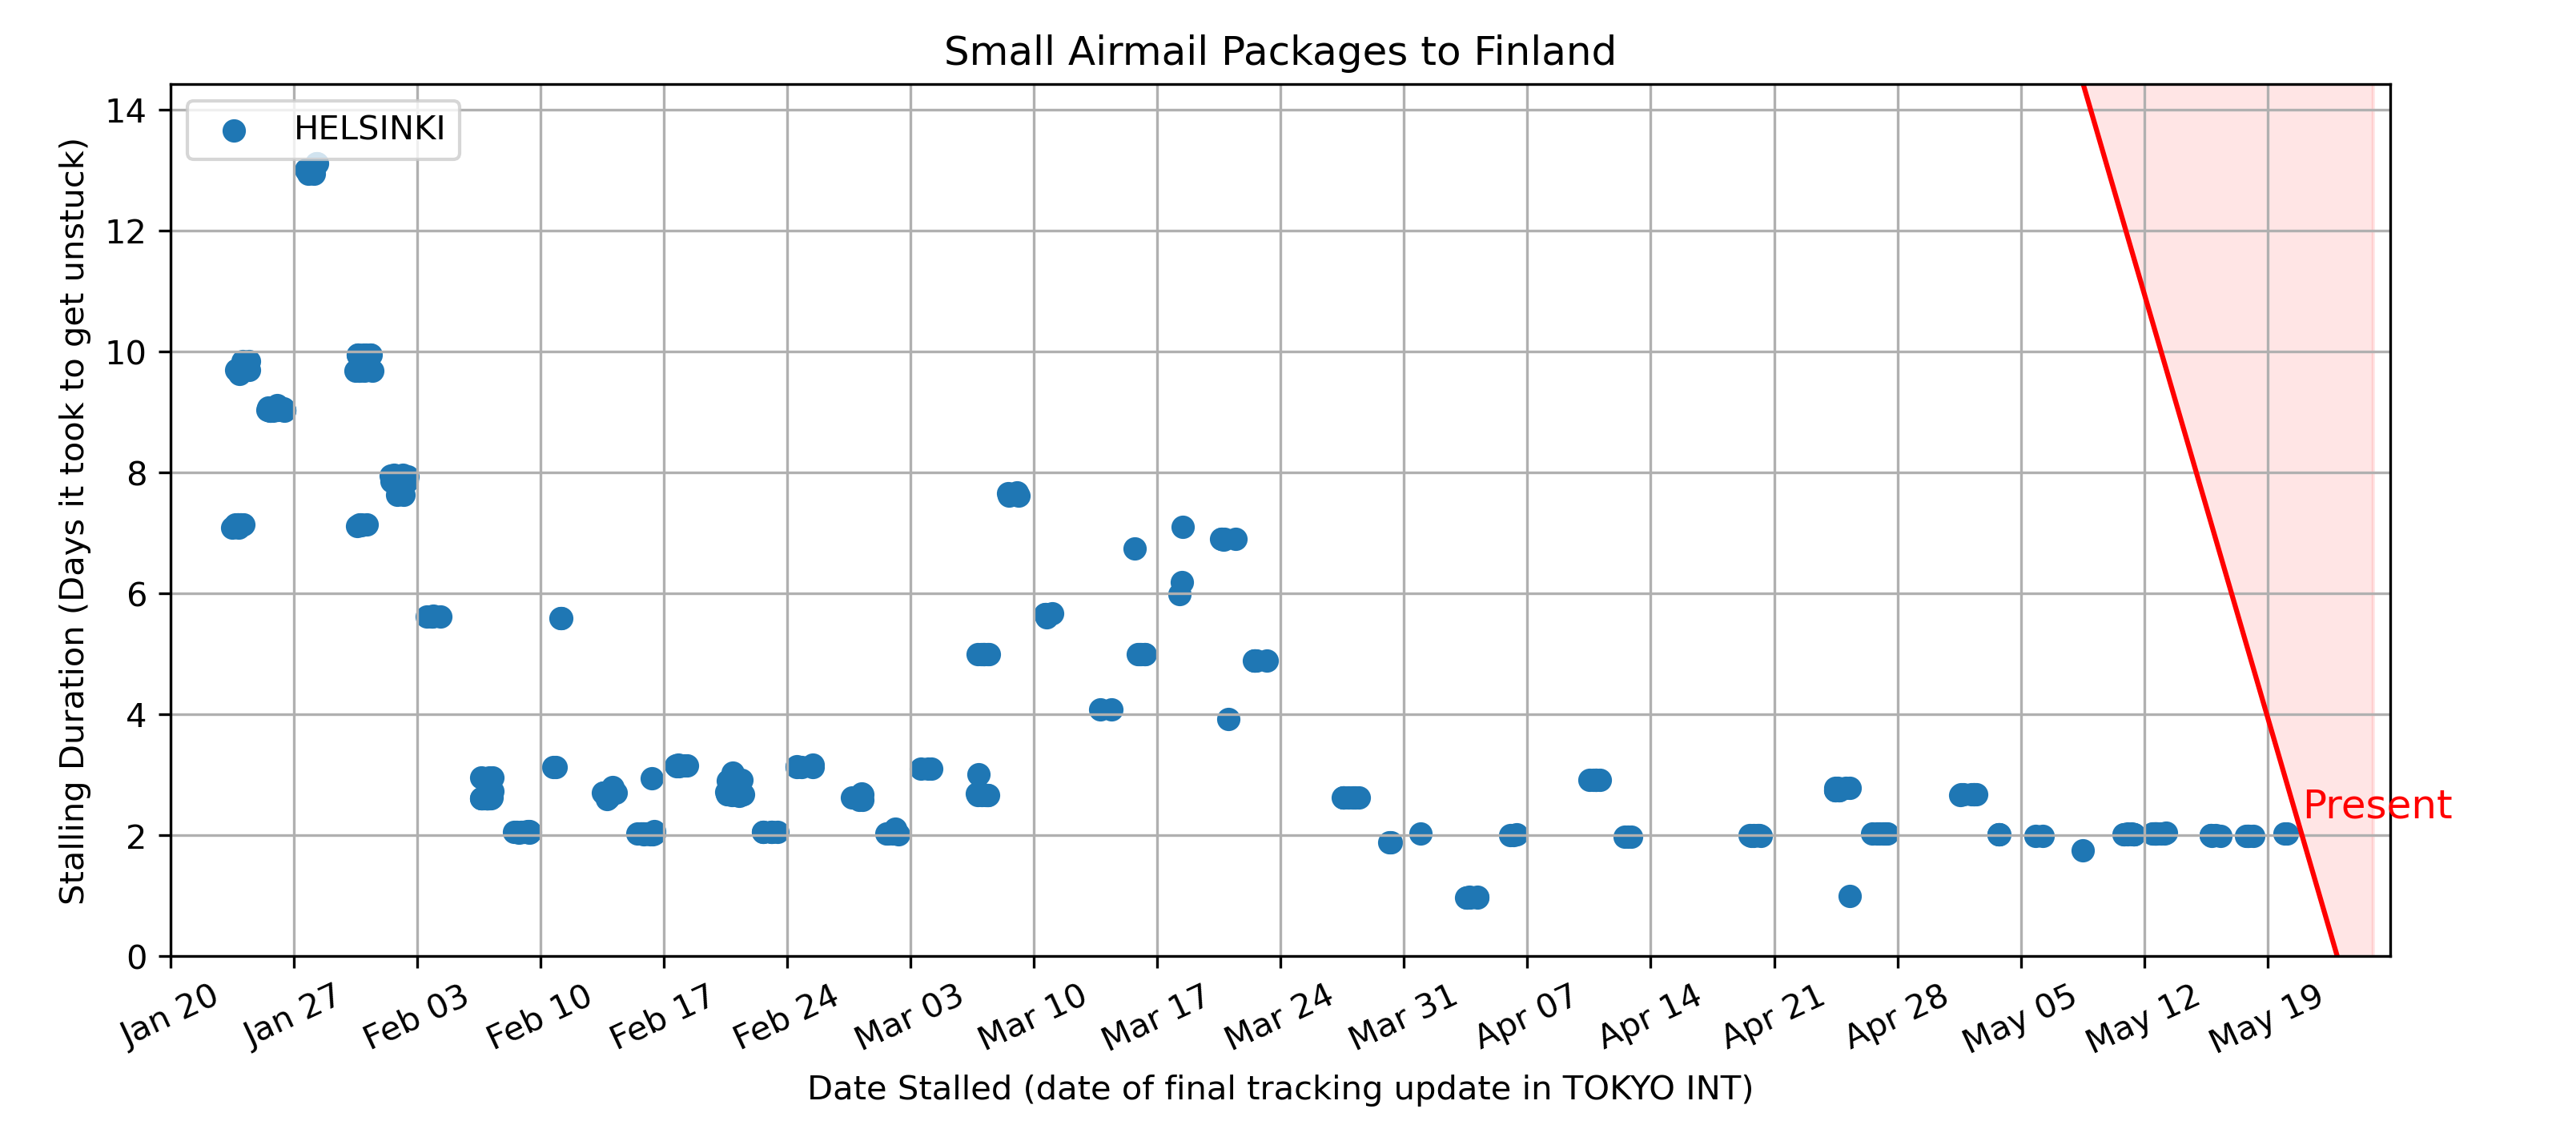 Small Airmail Packages to Finland
HELSINKI
14
12
10
8
6
4
2
0
Stalling Duration (Days it took to get unstuck)
Present
Jan 20 Jan 27 Feb 03 Feb 10 Feb 17 Feb 24 Mar 03 Mar 10 Mar 17 Mar 24 Mar 31 Apr 07 Apr 14 Apr 21 Apr 28 May 05 May 12 May 19
Date Stalled (date of final tracking update in TOKYO INT)